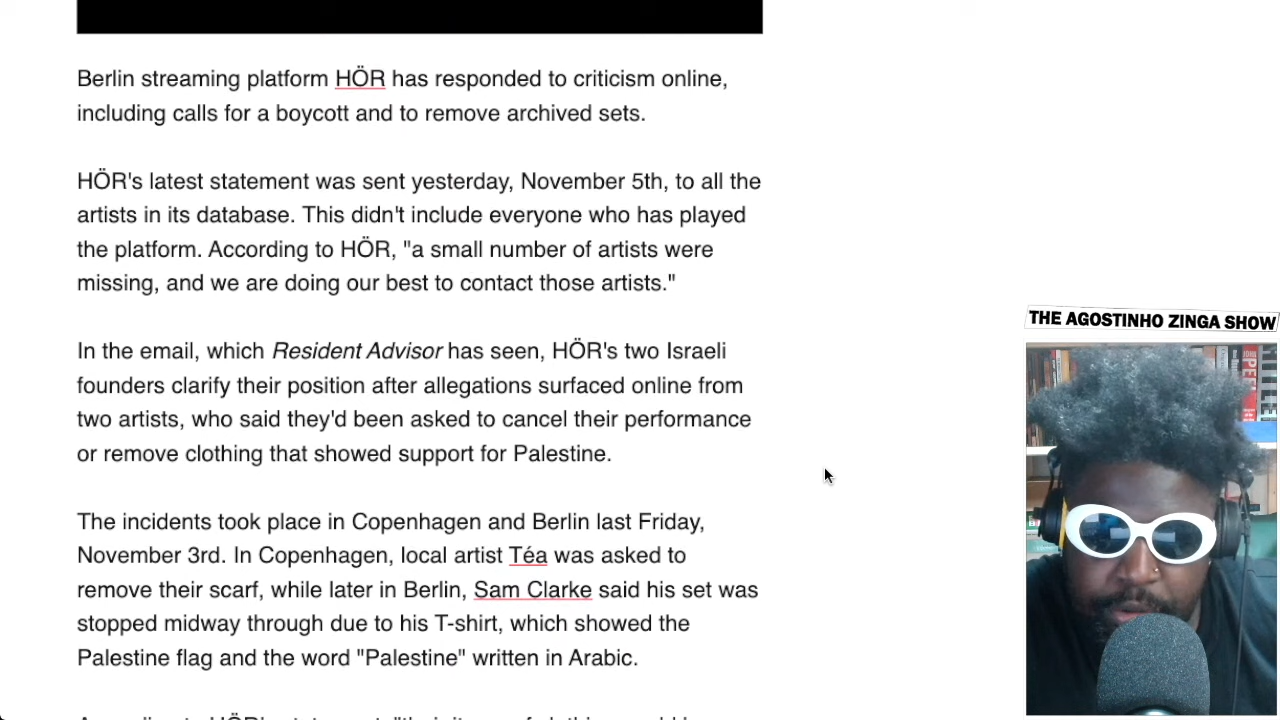 Berlin streaming platform HÖR has responded to criticism online,
including calls for a boycott and to remove archived sets.
HÖR's latest statement was sent yesterday, November 5th, to all the
artists in its database. This didn't include everyone who has played
the platform. According to HÖR, "a small number of artists were
missing, and we are doing our best to contact those artists."
In the email, which Resident Advisor has seen, HÖR's two Israeli
founders clarify their position after allegations surfaced online from
two artists, who said they'd been asked to cancel their performance
or remove clothing that showed support for Palestine.
The incidents took place in Copenhagen and Berlin last Friday,
November 3rd. In Copenhagen, local artist Téa was asked to
remove their scarf, while later in Berlin, Sam Clarke said his set was
stopped midway through due to his T-shirt, which showed the
Palestine flag and the word "Palestine" written in Arabic.
THE AGOSTINHO ZINGA SHOW